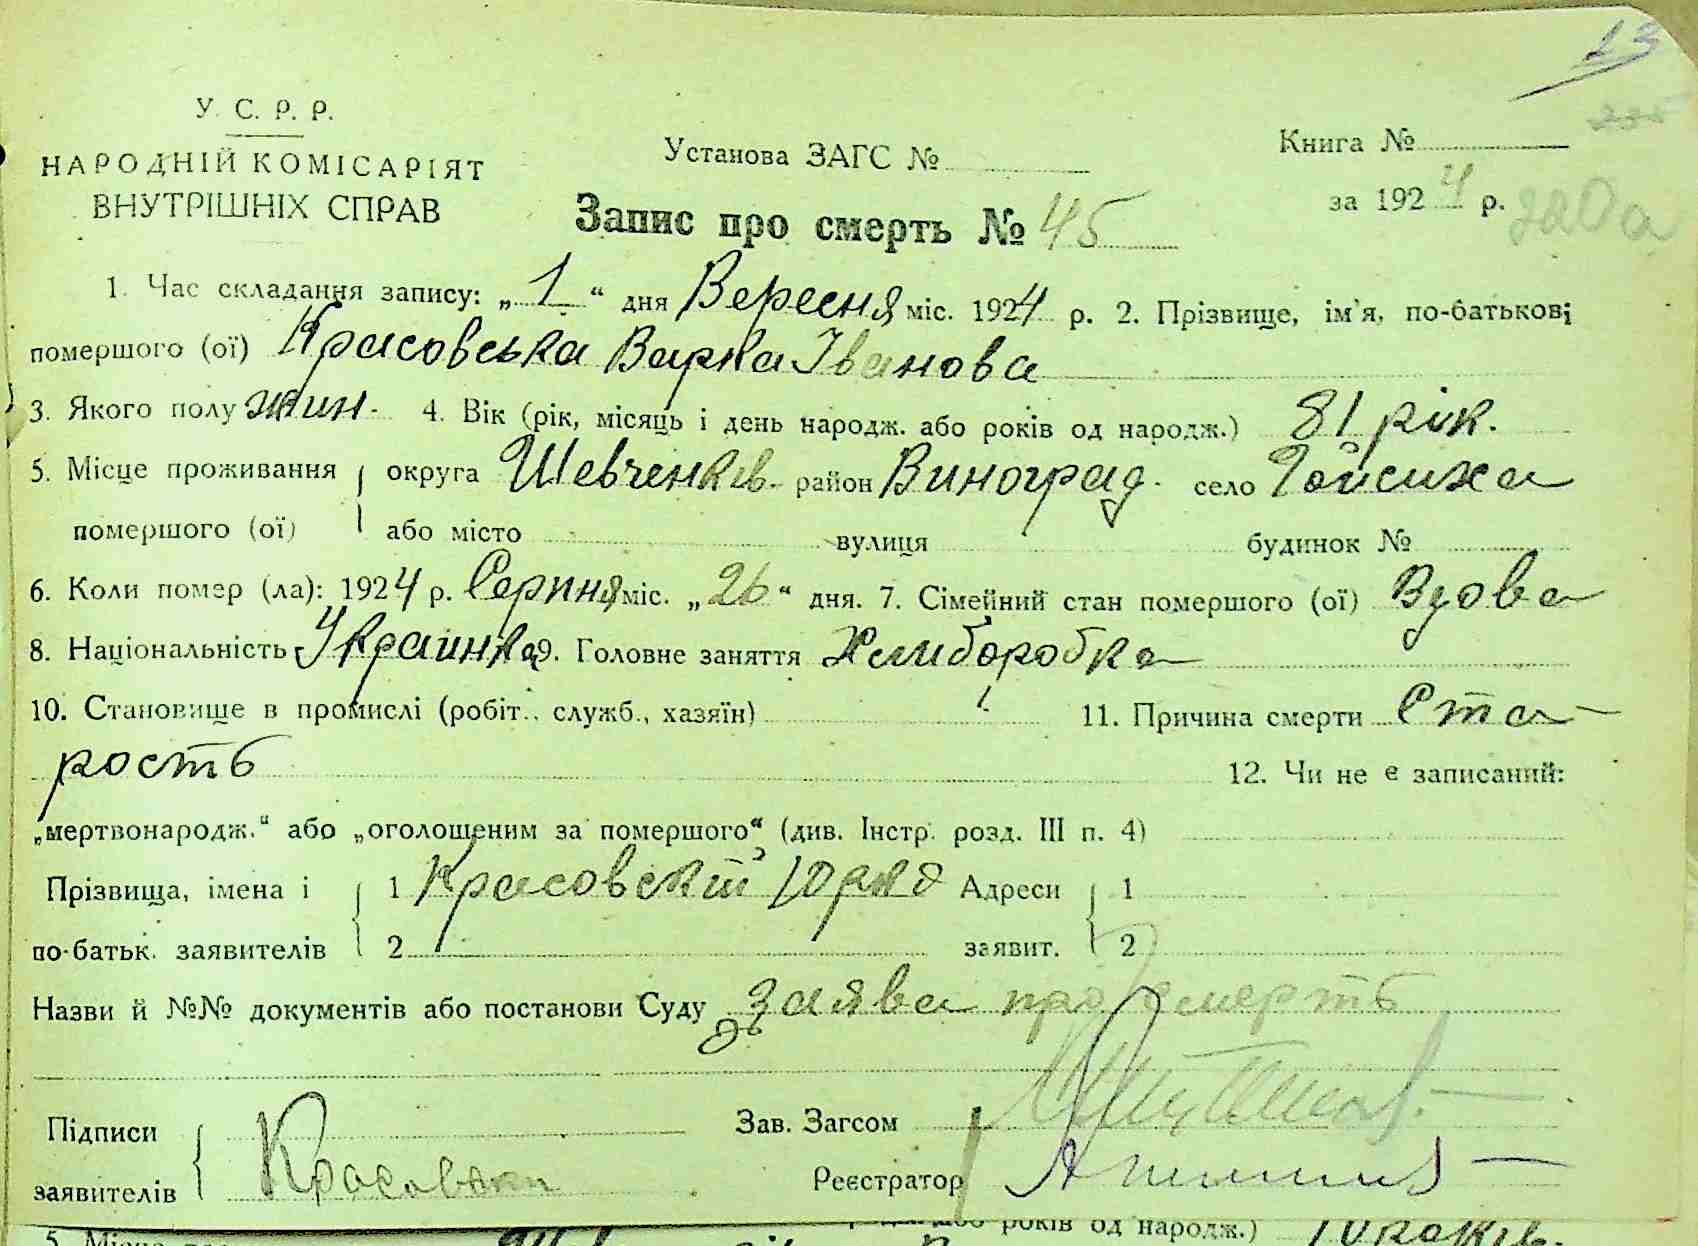 13
У. С. Р. Р.
НАРОДНІЙ КОМІСАРІЯТ
ВНУТРІШНІХ СПРАВ
Установа ЗАГС №
Книга №
за 1924 р.
Запис про смерть № 45
1. Час складання запису: „1“ дня Вересня міс. 1924 р. 2. Прізвище, ім'я, по-батькові
помершого (ої) Красовська Варка Іванова
3. Якого полу жин. 4. Вік (рік, місяць і день народж. або років од народж.) 81 рік.
5. Місце проживання округа Шевченків. район Виноград. село Гойсиха
помершого (ої) або місто вулиця будинок №
6. Коли помер (ла): 1924 р. Серпня міс. „26“ дня. 7. Сімейний стан помершого (ої) Вдова
8. Національність Украинка 9. Головне заняття Хлиборобка
10. Становище в промислі (робіт., служб., хазяїн) 11. Причина смерти Ста-
рость 12. Чи не є записаний:
„мертвонародж.“ або „оголошеним за помершого“ (див. Інстр. розд. III п. 4)
Прізвища, імена і 1 Красовский Юрко Адреси 1
по-батьк. заявителів 2 заявит. 2
Назви й №№ документів або постанови Суду заява про смерть
Підписи Зав. Загсом
заявителів Реєстратор
років од народж.) 70 років.